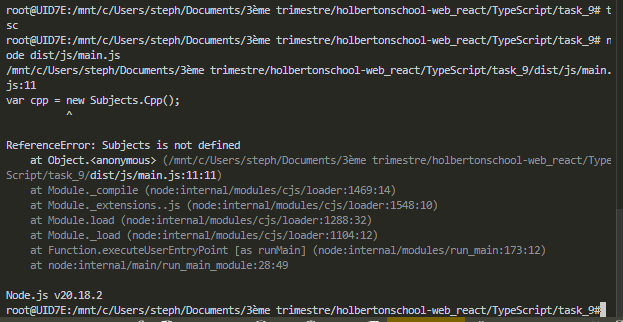 root@UID7E:/mnt/c/Users/steph/Documents/3ème trimestre/holbertonschool-web_react/TypeScript/task_9# t
sc
root@UID7E:/mnt/c/Users/steph/Documents/3ème trimestre/holbertonschool-web_react/TypeScript/task_9# n
ode dist/js/main.js
/mnt/c/Users/steph/Documents/3ème trimestre/holbertonschool-web_react/TypeScript/task_9/dist/js/main.
js:11
var cpp = new Subjects.Cpp();
^
ReferenceError: Subjects is not defined
at Object.<anonymous> (/mnt/c/Users/steph/Documents/3ème trimestre/holbertonschool-web_react/Type
Script/task_9/dist/js/main.js:11:11)
at Module._compile (node:internal/modules/cjs/loader:1469:14)
at Module._extensions..js (node:internal/modules/cjs/loader:1548:10)
at Module.load (node:internal/modules/cjs/loader:1288:32)
at Module._load (node:internal/modules/cjs/loader:1104:12)
at Function.executeUserEntryPoint [as runMain] (node:internal/modules/run_main:173:12)
at node:internal/main/run_main_module:28:49
Node.js v20.18.2
root@UID7E:/mnt/c/Users/steph/Documents/3ème trimestre/holbertonschool-web_react/TypeScript/task_9#